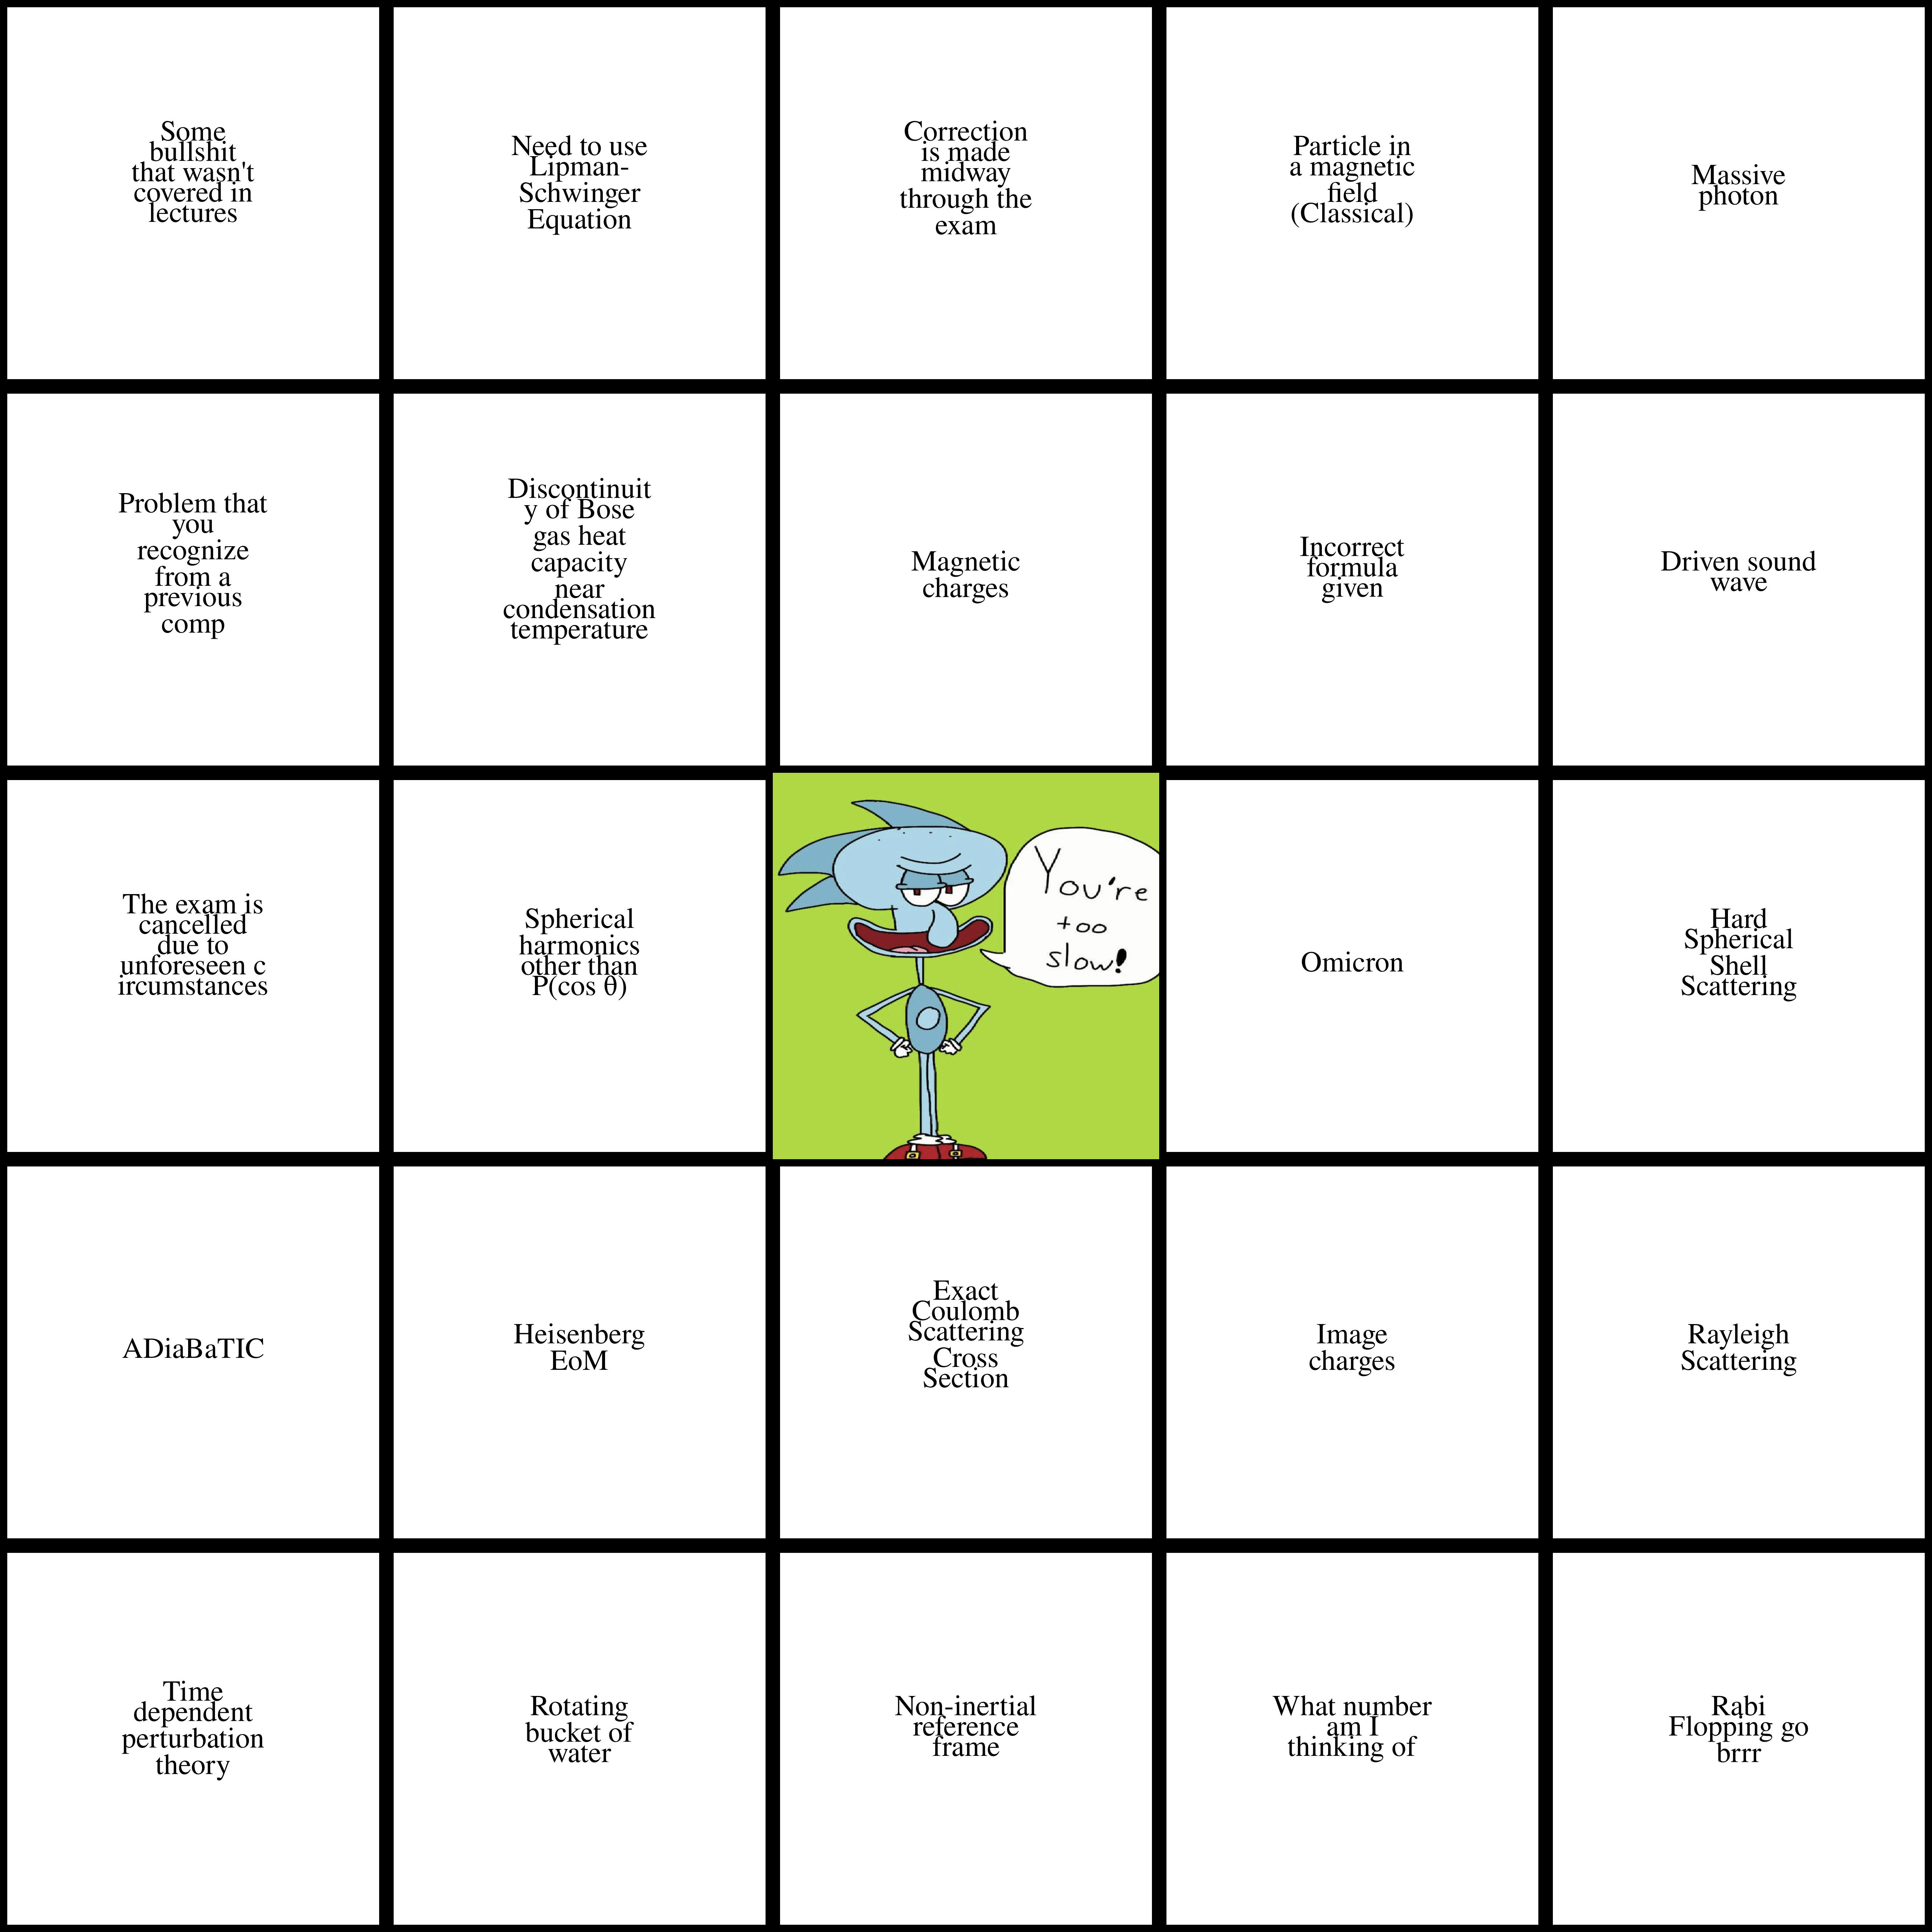 Some
bullshit
that wasn't
covered in
lectures
Need to use
Lipman-
Schwinger
Equation
Correction
is made
midway
through the
exam
Particle in
a magnetic
field
(Classical)
Massive
photon
Problem that
you
recognize
from a
previous
comp
Discontinuit
y of Bose
gas heat
capacity
near
condensation
temperature
Magnetic
charges
Incorrect
formula
given
Driven sound
wave
The exam is
cancelled
due to
unforeseen c
ircumstances
Spherical
harmonics
other than
P(cos θ)
You're
too
slow!
Omicron
Hard
Spherical
Shell
Scattering
ADiaBaTIC
Heisenberg
EoM
Exact
Coulomb
Scattering
Cross
Section
Image
charges
Rayleigh
Scattering
Time
dependent
perturbation
theory
Rotating
bucket of
water
Non-inertial
reference
frame
What number
am I
thinking of
Rabi
Flopping go
brrr